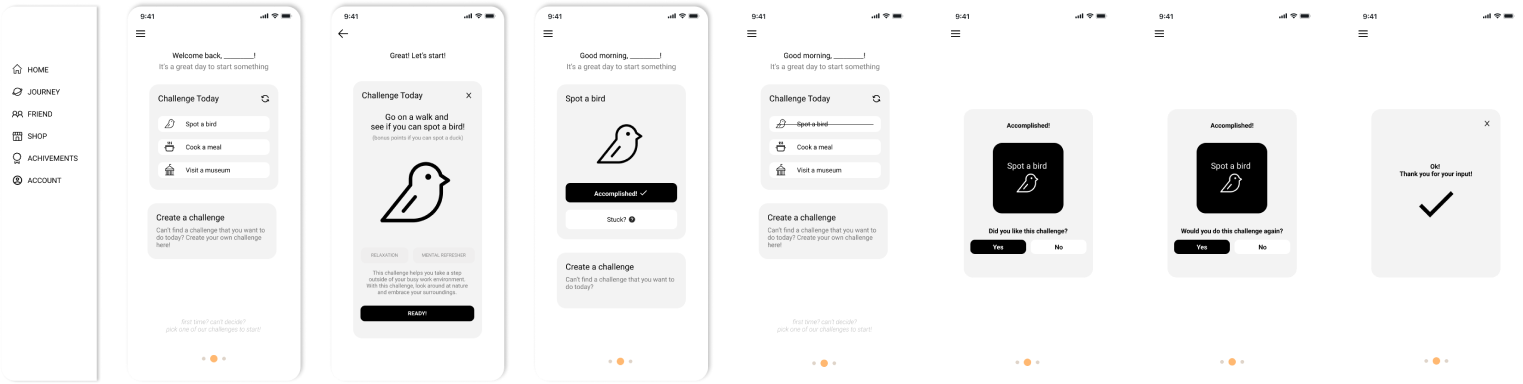 HOME
JOURNEY
FRIEND
SHOP
ACHIVEMENTS
ACCOUNT
9:41
Welcome back, ________!
It's a great day to start something
Challenge Today
Spot a bird
Cook a meal
Visit a museum
Create a challenge
Can't find a challenge that you want to
do today? Create your own challenge
here!
first time? can't decide?
pick one of our challenges to start!
9:41
Great! Let's start!
Challenge Today
X
Go on a walk and
see if you can spot a bird!
(bonus points if you can spot a duck)
RELAXATION
MENTAL REFRESHER
This challenge helps you take a step
outside of your busy work environment.
With this challenge, look around at nature
and embrace your surroundings.
READY!
9:41
Good morning, ________!
It's a great day to start something
Spot a bird
Accomplished!
Stuck?
Create a challenge
Can't find a challenge that you want to
do today?
9:41
Good morning, ________!
It's a great day to start something
Challenge Today
Spot a bird
Cook a meal
Visit a museum
Create a challenge
Can't find a challenge that you want to
do today? Create your own challenge
here!
first time? can't decide?
pick one of our challenges to start!
9:41
Accomplished!
Spot a bird
Did you like this challenge?
Yes
No
9:41
Accomplished!
Spot a bird
Would you do this challenge again?
Yes
No
9:41
X
Ok!
Thank you for your input!